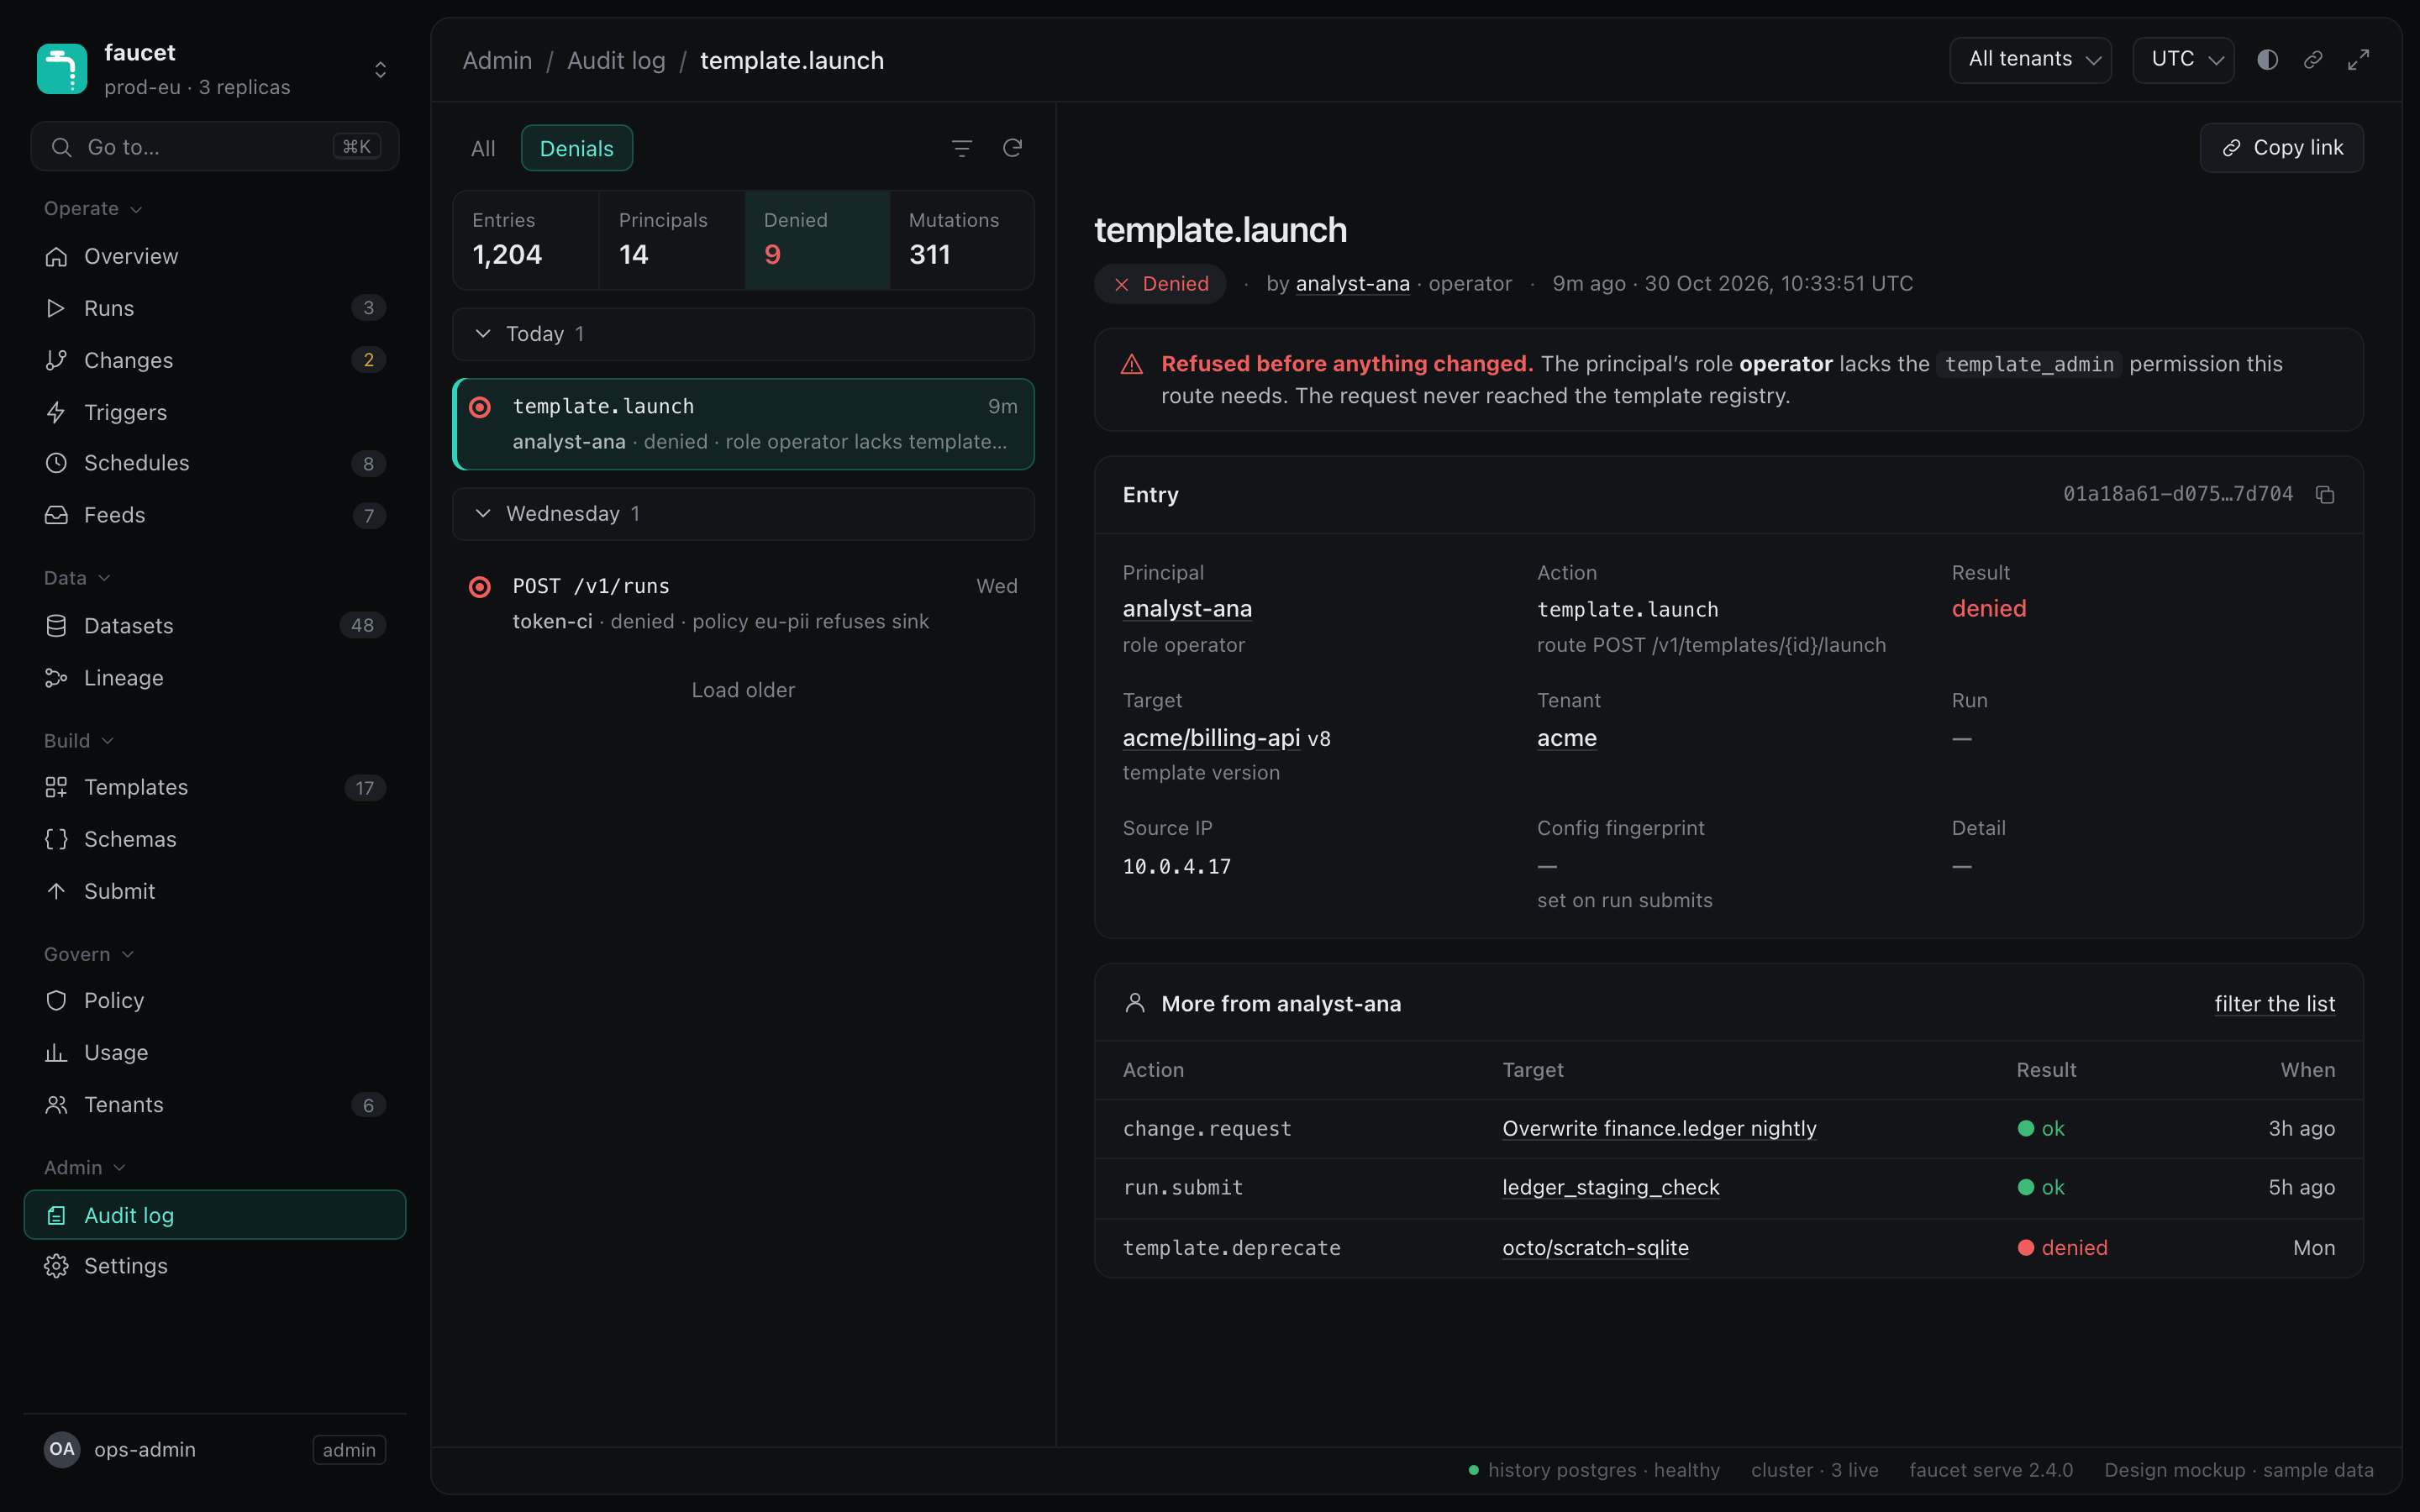 faucet
prod-eu · 3 replicas
Go to...
⌘K
Operate
Overview
Runs 3
Changes 2
Triggers
Schedules 8
Feeds 7
Data
Datasets 48
Lineage
Build
Templates 17
Schemas
Submit
Govern
Policy
Usage
Tenants 6
Admin
Audit log
Settings
OA ops-admin admin
Admin / Audit log / template.launch
All tenants
UTC
All Denials
Entries Principals Denied Mutations
1,204 14 9 311
Today 1
template.launch 9m
analyst-ana · denied · role operator lacks template…
Wednesday 1
POST /v1/runs Wed
token-ci · denied · policy eu-pii refuses sink
Load older
Copy link
template.launch
Denied · by analyst-ana · operator · 9m ago · 30 Oct 2026, 10:33:51 UTC
Refused before anything changed. The principal’s role operator lacks the template_admin permission this
route needs. The request never reached the template registry.
Entry 01a18a61-d075…7d704
Principal Action Result
analyst-ana template.launch denied
role operator route POST /v1/templates/{id}/launch
Target Tenant Run
acme/billing-api v8 acme —
template version
Source IP Config fingerprint Detail
10.0.4.17 — —
set on run submits
More from analyst-ana filter the list
Action Target Result When
change.request Overwrite finance.ledger nightly ok 3h ago
run.submit ledger_staging_check ok 5h ago
template.deprecate octo/scratch-sqlite denied Mon
history postgres · healthy cluster · 3 live faucet serve 2.4.0 Design mockup · sample data